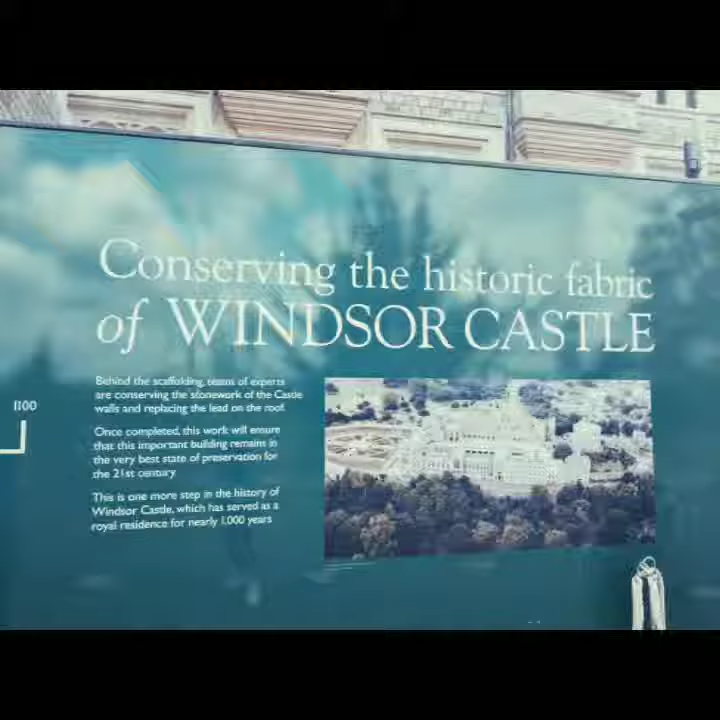 Conserving the historic fabric
of WINDSOR CASTLE
Behind the scaffolding, teams of experts
are conserving the stonework of the Castle
walls and replacing the lead on the roof.
Once completed, this work will ensure
that this important building remains in
the very best state of preservation for
the 21st century
This is one more step in the history of
Windsor Castle, which has served as a
royal residence for nearly 1,000 years
1100